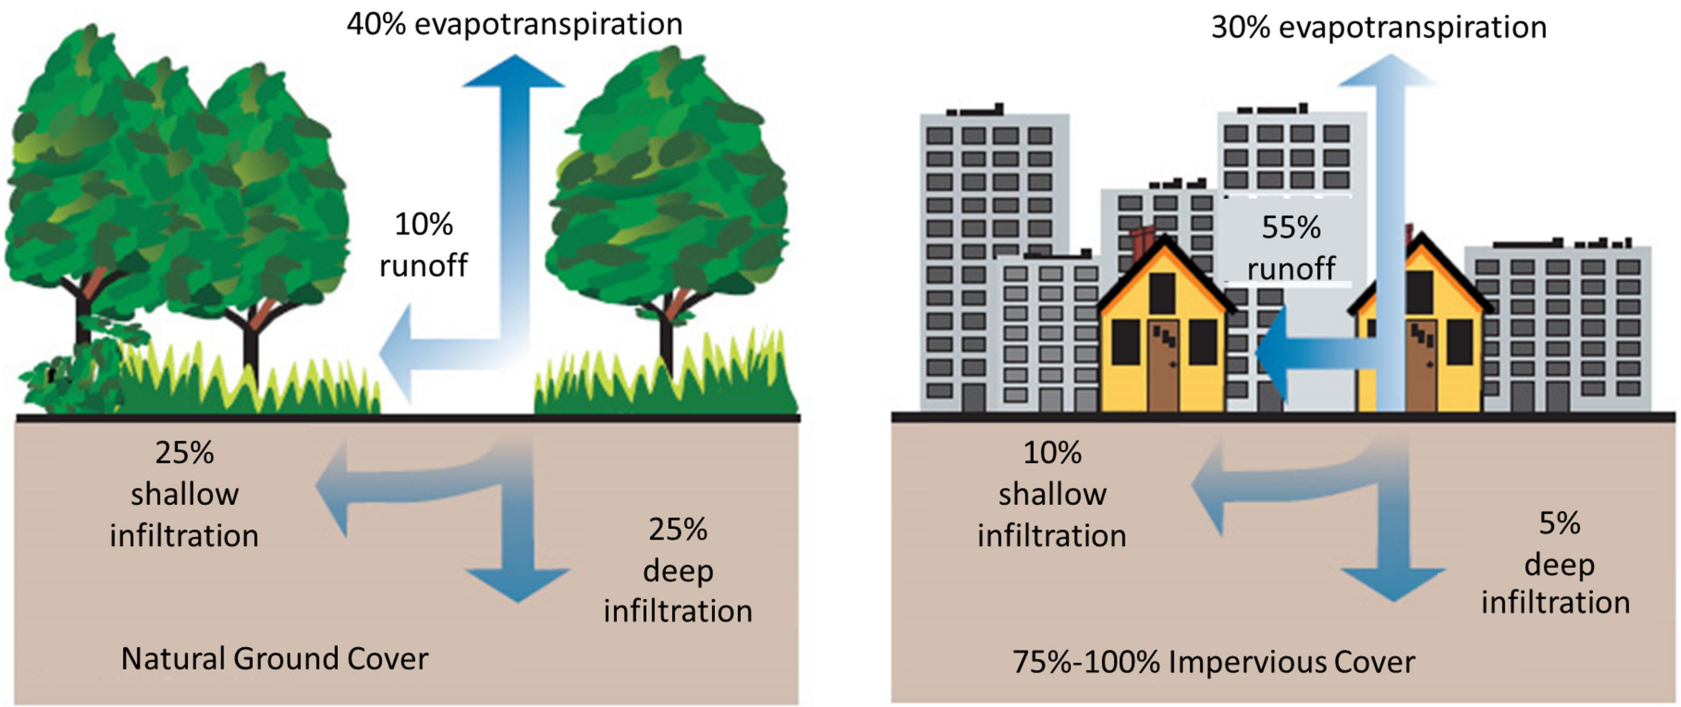 40% evapotranspiration
10%
runoff
25%
shallow
infiltration
25%
deep
infiltration
Natural Ground Cover
30% evapotranspiration
55%
runoff
10%
shallow
infiltration
5%
deep
infiltration
75%-100% Impervious Cover